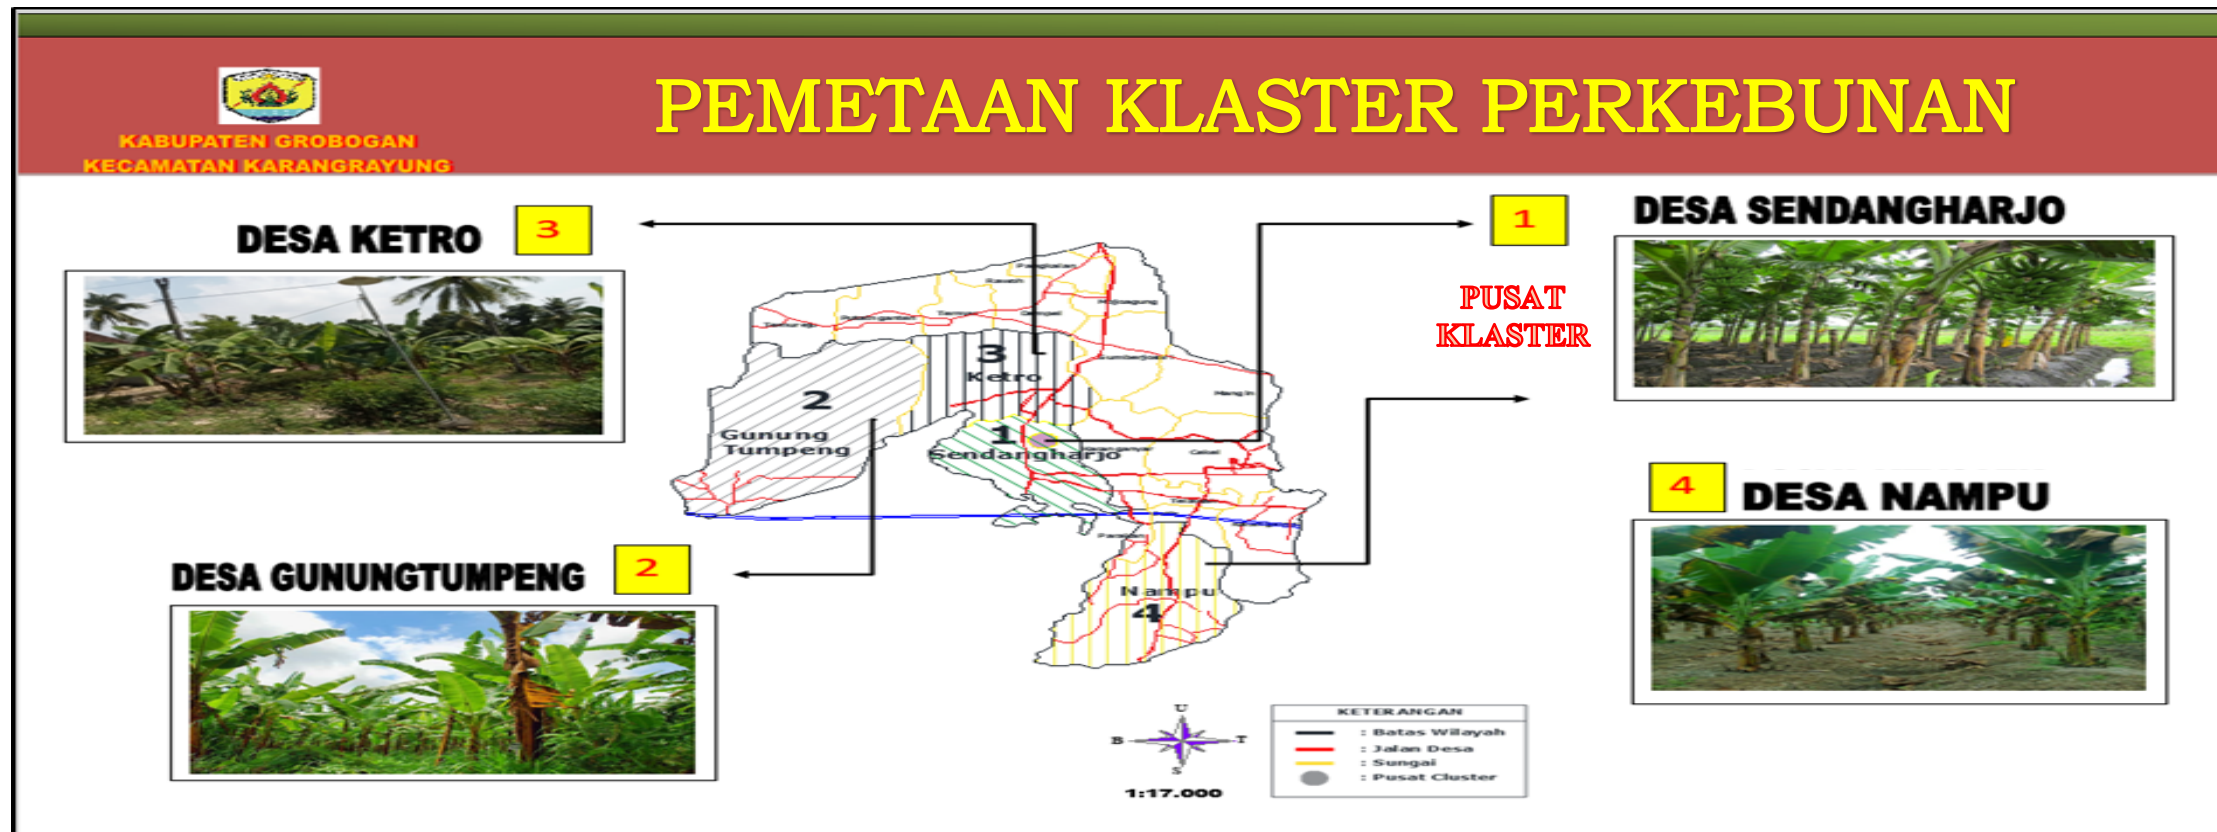 KABUPATEN GROBOGAN
KECAMATAN KARANGRAYUNG
PEMETAAN KLASTER PERKEBUNAN
DESA KETRO
3
1
DESA SENDANGHARJO
PUSAT
KLASTER
4
DESA NAMPU
DESA GUNUNGTUMPENG
2
3
Ketro
2
Gunung
Tumpeng
1
Sendangharjo
Mangin
Nampu
4
U
B
T
S
1:17.000
KETERANGAN
: Batas Wilayah
: Jalan Desa
: Sungai
: Pusat Cluster